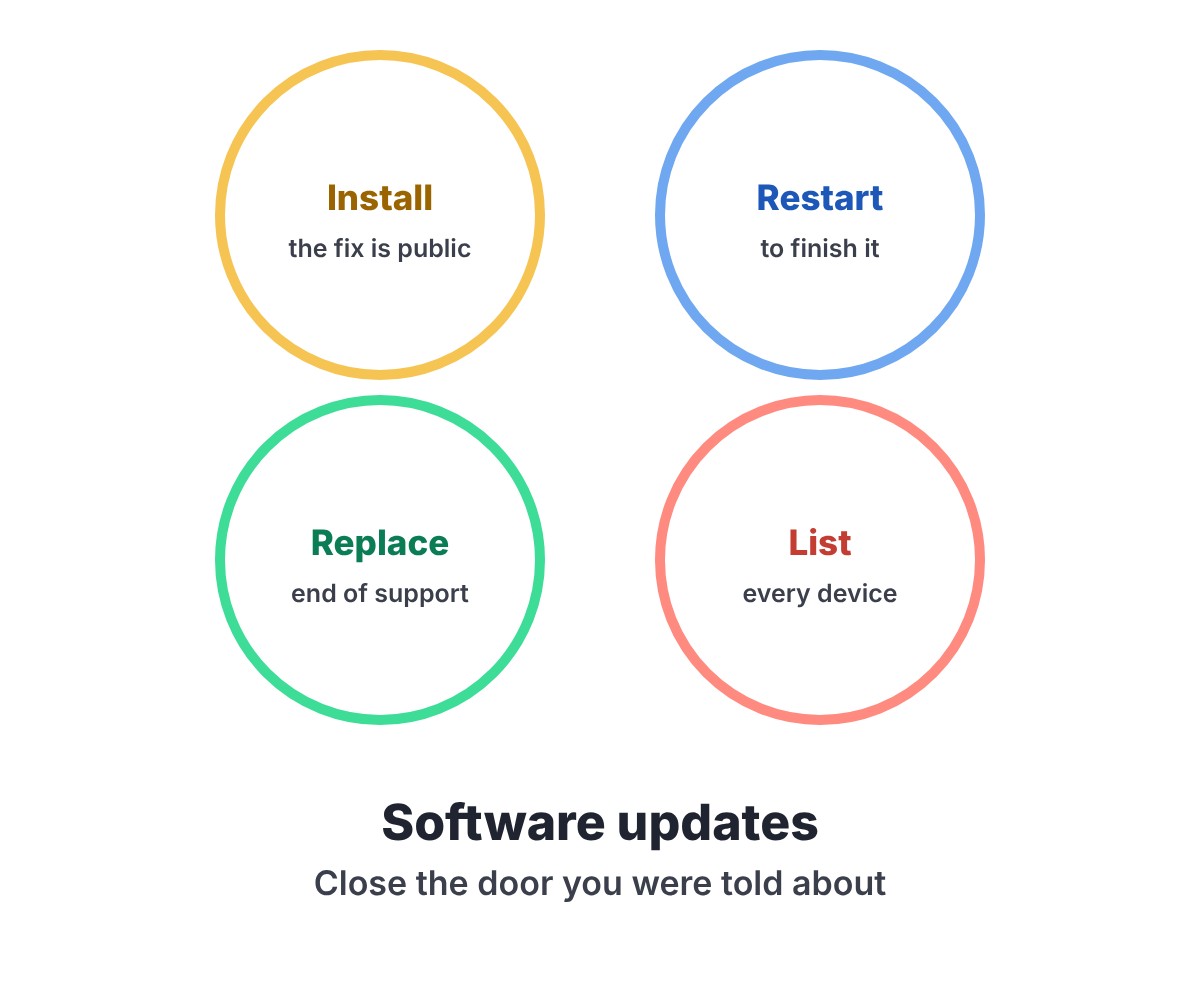 Install
the fix is public
Restart
to finish it
Replace
end of support
List
every device
Software updates
Close the door you were told about